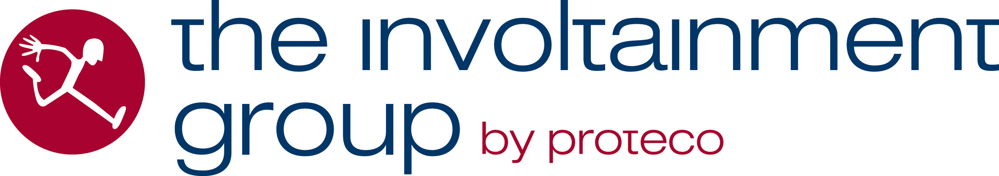 the involtainment
group by proteco